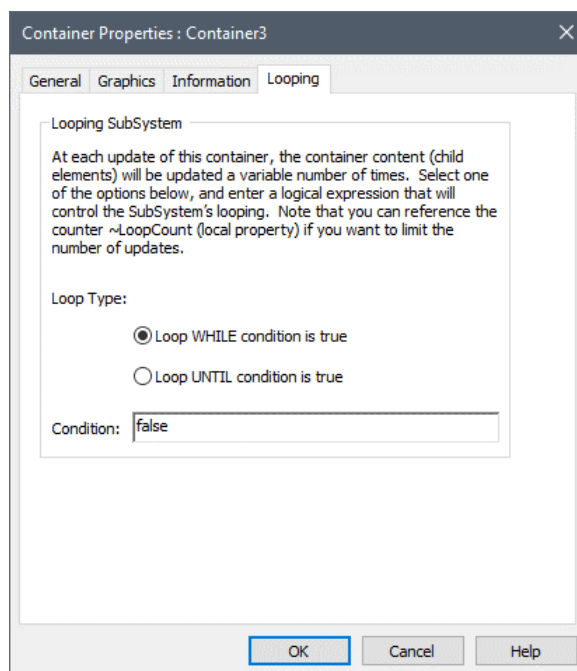 Container Properties : Container3
General Graphics Information Looping
Looping SubSystem
At each update of this container, the container content (child
elements) will be updated a variable number of times. Select one
of the options below, and enter a logical expression that will
control the SubSystem's looping. Note that you can reference the
counter ~LoopCount (local property) if you want to limit the
number of updates.
Loop Type:
Loop WHILE condition is true
Loop UNTIL condition is true
Condition: false
OK Cancel Help